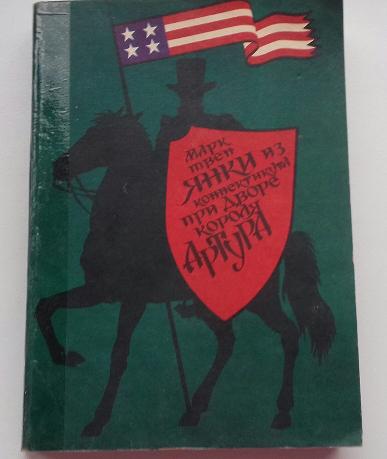 Марк
Твен
Янки из
Коннектикута
при дворе
короля
Артура